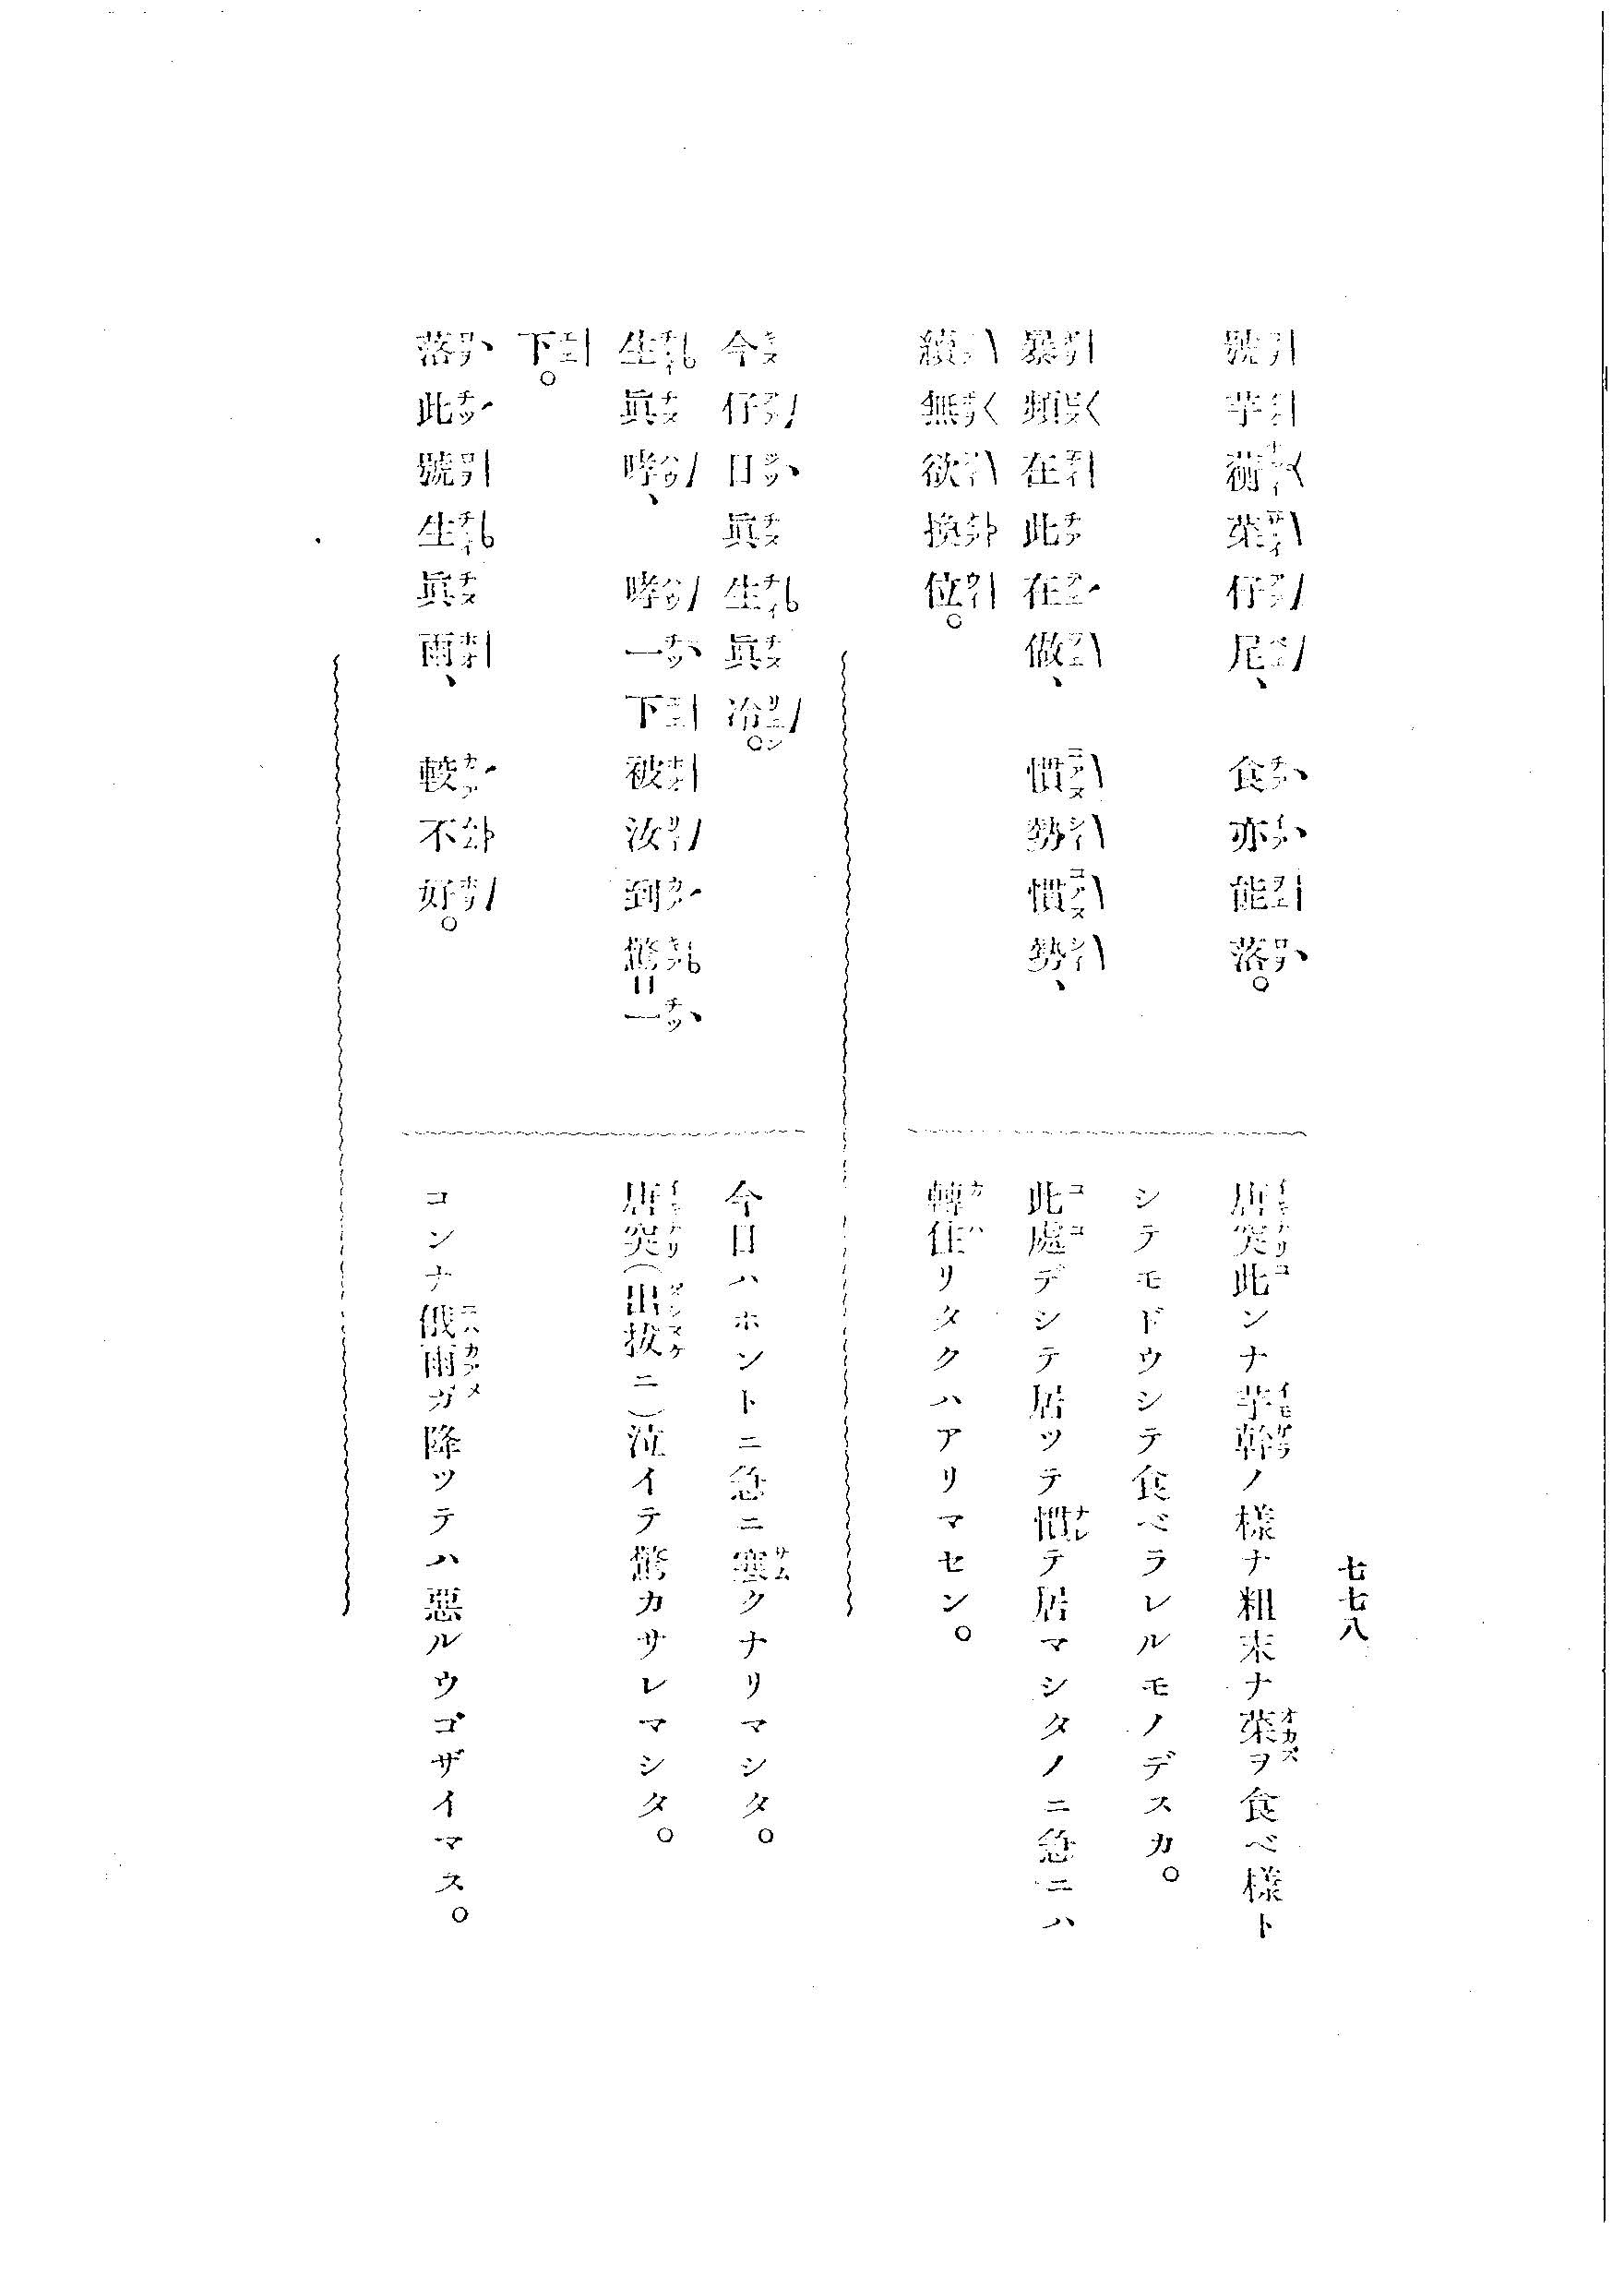 七七八
號芋蘅菜仔尾、食亦能落。
唐突此ンナ芋幹ノ樣ナ粗末ナ菜ヲ食ベ樣ト
シテモドウシテ食ベラレルモノデスカ。
暴頻在此在做、慣勢慣勢、
續無欲換位。
此處デシテ居ツテ慣テ居マシタノニ急ニハ
轉住リタクハアリマセン。
今仔日眞生眞冷。
今日ハホントニ急ニ寒クナリマシタ。
生眞哮、哮一下被汝到驚=一
下。
唐突(出拔ニ)泣イテ驚カサレマシタ。
落此號生眞雨、較不好。
コンナ俄雨ガ降ツテハ惡ルウゴザイマス。